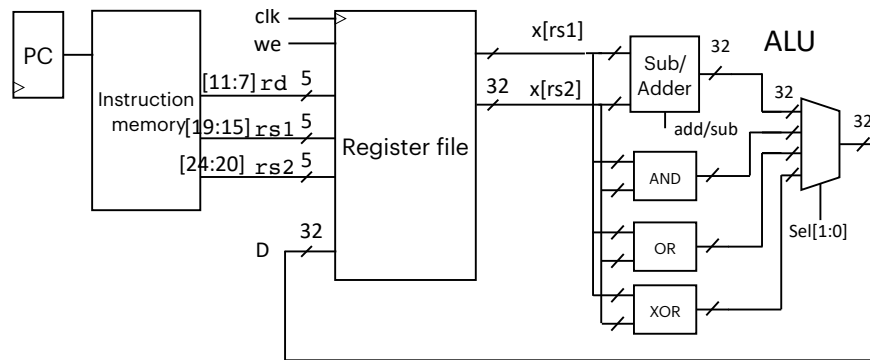 PC
Instruction
memory
[11:7] rd 5
[19:15] rs1 5
[24:20] rs2 5
clk
we
Register file
32
D
x[rs1]
32 x[rs2]
Sub/
Adder
32
add/sub
ALU
AND
OR
XOR
32
Sel[1:0]
32